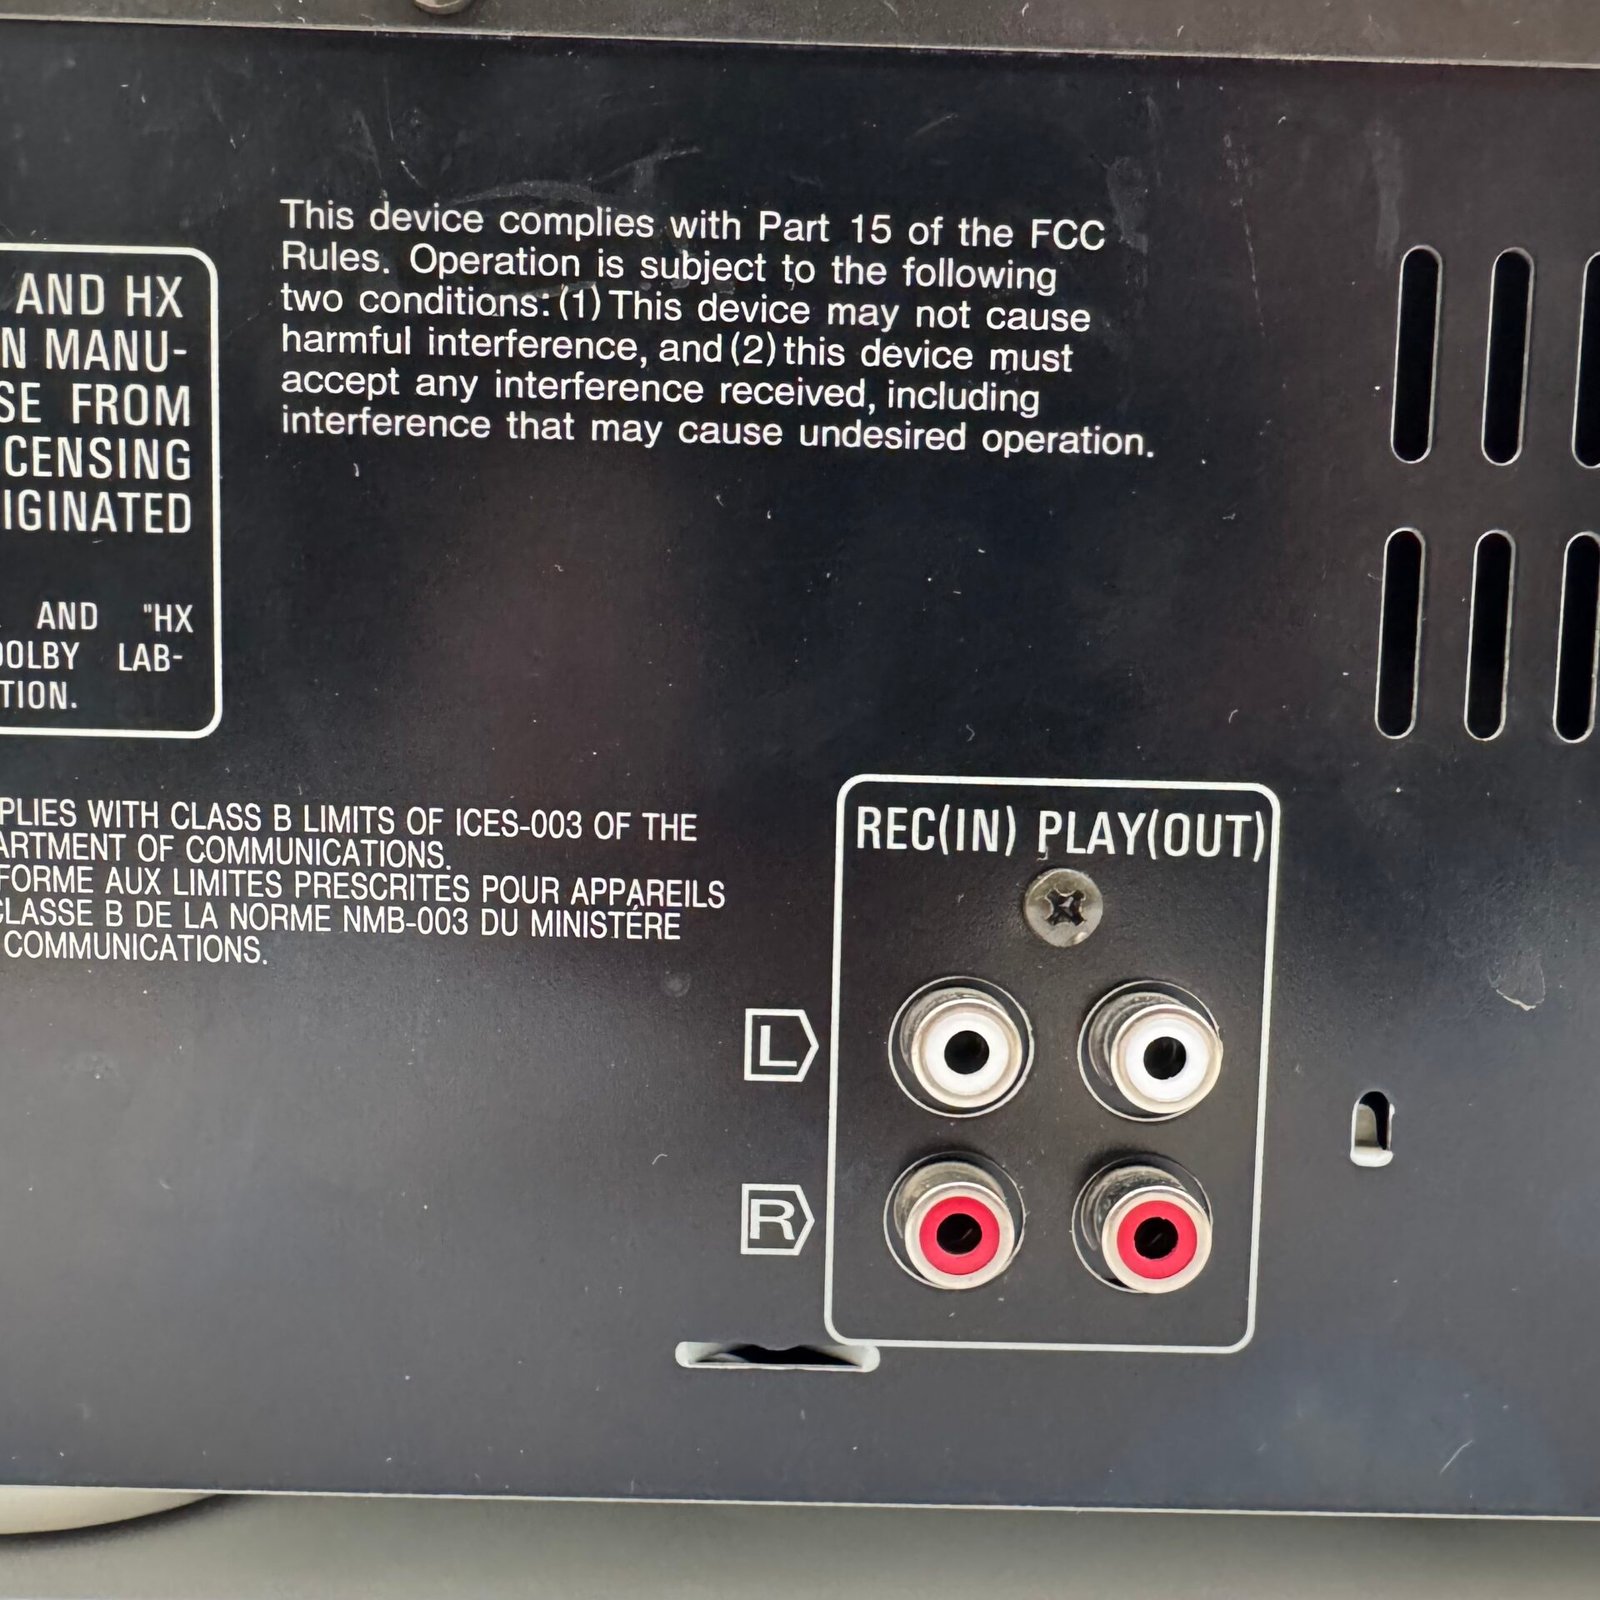 This device complies with Part 15 of the FCC
Rules. Operation is subject to the following
two conditions: (1) This device may not cause
harmful interference, and (2) this device must
accept any interference received, including
interference that may cause undesired operation.
AND HX
N MANU-
SE FROM
CENSING
IGINATED
AND "HX
DOLBY LAB-
TION.
PLIES WITH CLASS B LIMITS OF ICES-003 OF THE
ARTMENT OF COMMUNICATIONS.
FORME AUX LIMITES PRESCRITES POUR APPAREILS
CLASSE B DE LA NORME NMB-003 DU MINISTÉRE
COMMUNICATIONS.
REC(IN) PLAY(OUT)
L
R